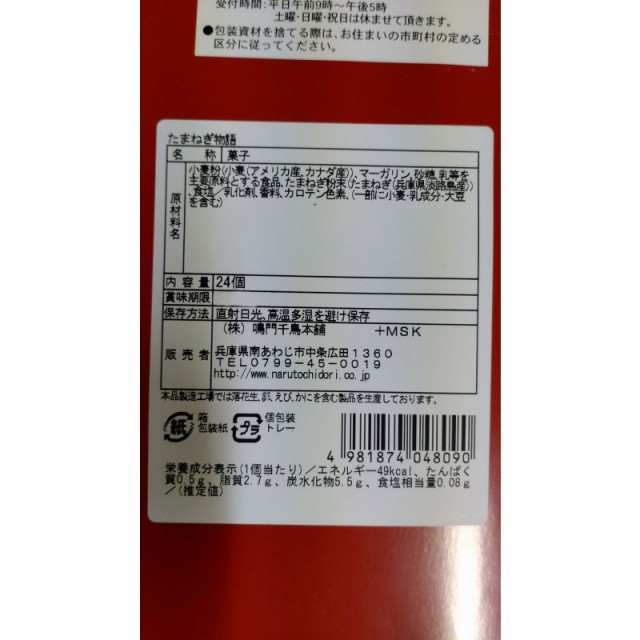 受付時間:平日午前9時～午後5時
土曜・日曜・祝日は休ませて頂きます。
●包装資材を捨てる際は、お住まいの市町村の定める
区分に従ってください。
たまねぎ物語
名 称 菓子
原材料名 小麦粉(小麦(アメリカ産、カナダ産))、マーガリン、砂糖、乳等を
主要原料とする食品、たまねぎ粉末(たまねぎ(兵庫県淡路島産))
、食塩／乳化剤、香料、カロテン色素、(一部に小麦・乳成分・大豆
を含む)
内 容 量 24個
賞味期限
保存方法 直射日光、高温多湿を避け保存
販 売 者 (株) 鳴門千鳥本舗 +MSK
兵庫県南あわじ市中条広田1360
TEL0799-45-0019
http://www.narutochidori.co.jp
本品製造工場では落花生、卵、えび、かにを含む製品を生産しております。
紙 箱 包装紙 プラ 個包装 トレー
4 981874 048090
栄養成分表示(1個当たり)／エネルギー49kcal、たんぱく
質0.5g、脂質2.7g、炭水化物5.5g、食塩相当量0.08g
／(推定値)